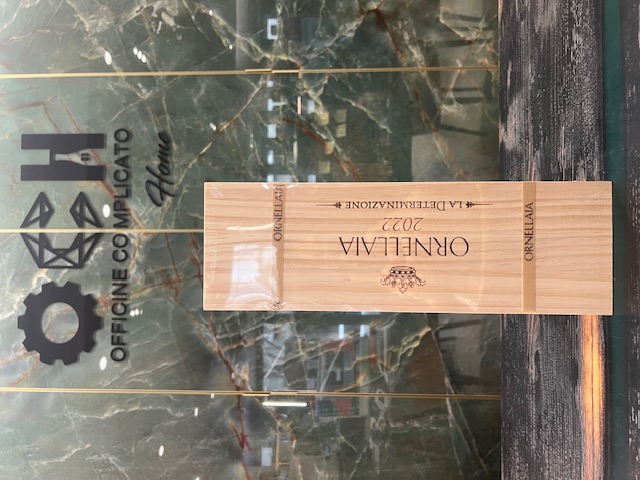 OCH
OFFICINE COMPLICATO
Home
ORNELLAIA
2022
LA DETERMINAZIONE
ORNELLAIA
ORNELLAIA